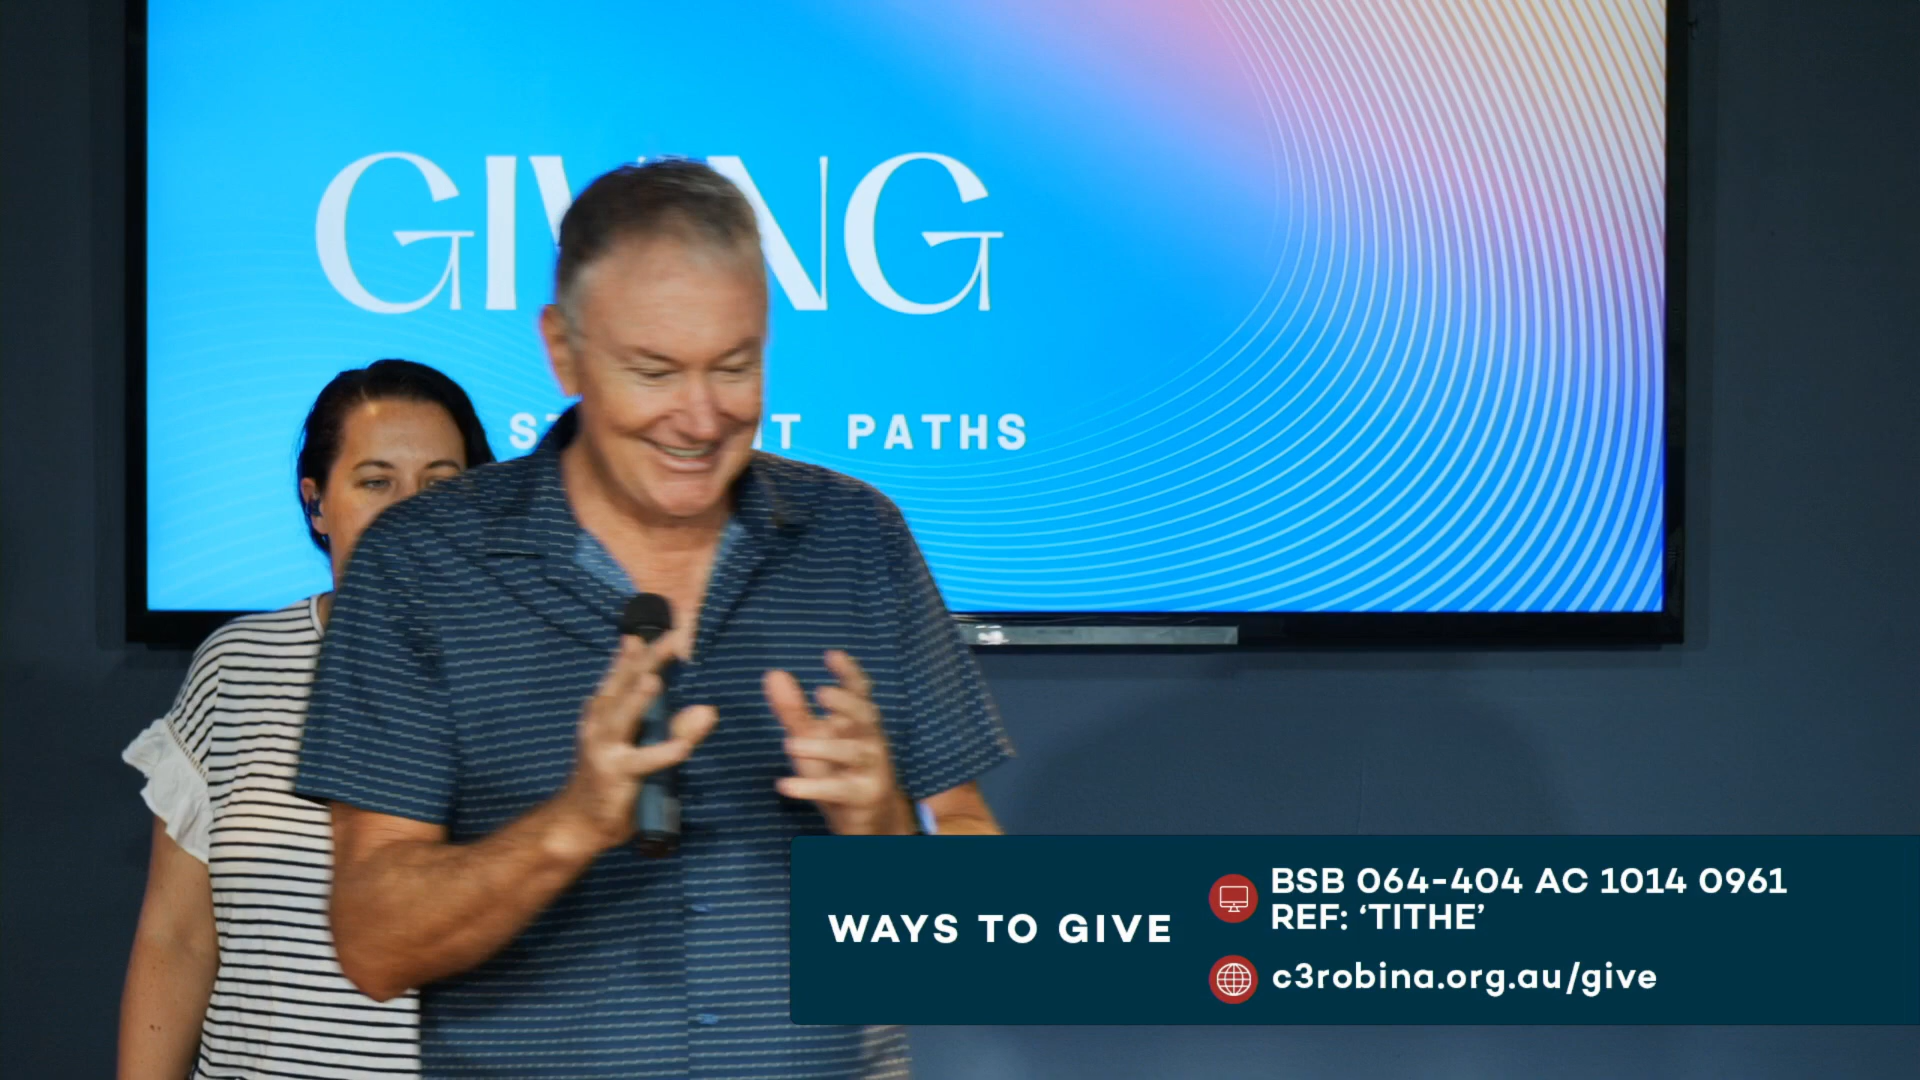 PATHS
WAYS TO GIVE
BSB 064-404 AC 1014 0961
REF: ‘TITHE’
c3robina.org.au/give